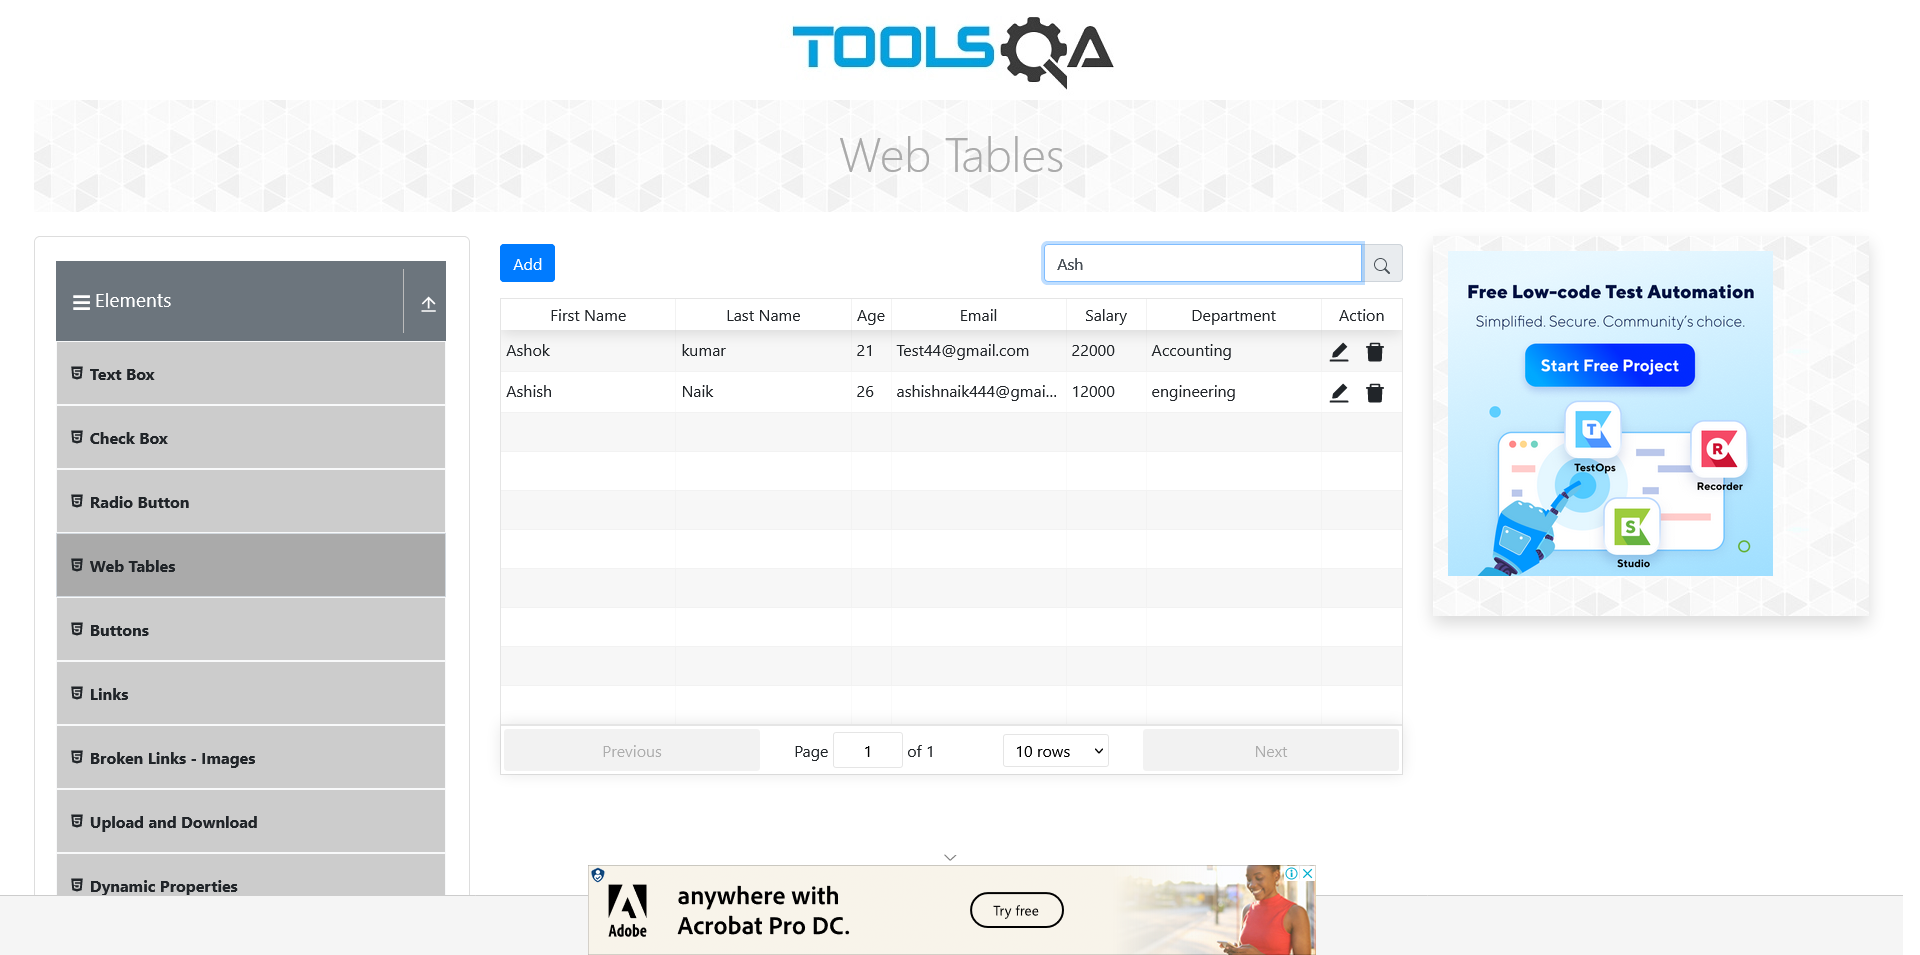 TOOLSQA
Web Tables
Elements
Text Box
Check Box
Radio Button
Web Tables
Buttons
Links
Broken Links - Images
Upload and Download
Dynamic Properties
Add
Ash
First Name Last Name Age Email Salary Department Action
Ashok kumar 21 Test44@gmail.com 22000 Accounting
Ashish Naik 26 ashishnaik444@gmai... 12000 engineering
Previous Page 1 of 1 10 rows Next
Free Low-code Test Automation
Simplified. Secure. Community's choice.
Start Free Project
T
TestOps
R
Recorder
S
Studio
Adobe
anywhere with
Acrobat Pro DC.
Try free